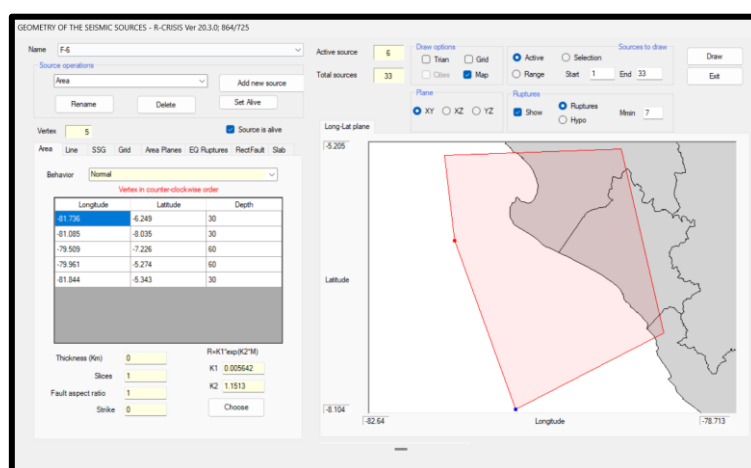 GEOMETRY OF THE SEISMIC SOURCES - R-CRISIS Ver 20.3.0; 864/725
Name F-6
Source operations
Area
Add new source
Rename Delete Set Alive
Vertex 5 Source is alive
Area Line SSG Grid Area Planes EQ Ruptures RectFault Slab
Behavior Normal
Vertex in counter-clockwise order
Longitude Latitude Depth
-81.736 -6.249 30
-81.085 -8.035 30
-79.509 -7.226 60
-79.961 -5.274 60
-81.844 -5.343 30
Thickness (Km) 0
Slices 1
Fault aspect ratio 1
Strike 0
R=K1*exp(K2*M)
K1 0.005642
K2 1.1513
Choose
Active source 6
Total sources 33
Draw options
Trian Grid
Cities Map
Sources to draw
Active Selection
Range Start 1 End 33
Draw
Exit
Plane
XY XZ YZ
Ruptures
Show Ruptures
Hypo
Mmin 7
Long-Lat plane
-5.205
Latitude
-8.104
-82.64 Longitude -78.713